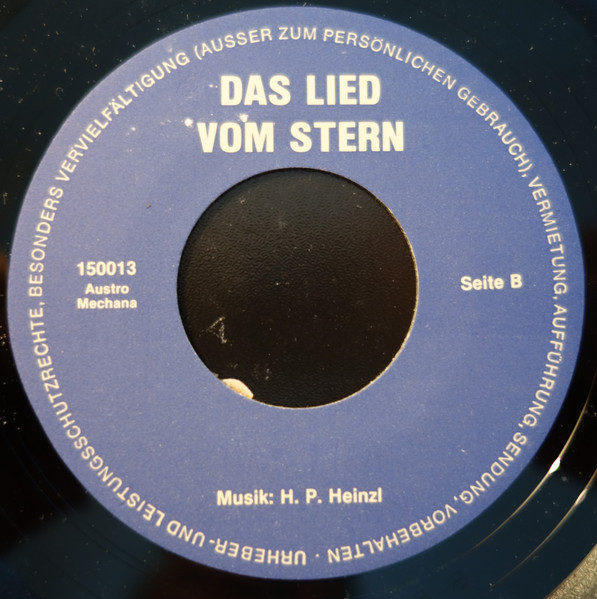 DAS LIED
VOM STERN
150013
Austro
Mechana
Seite B
Musik: H. P. Heinzl
URHEBER- UND LEISTUNGSSCHUTZRECHTE, BESONDERS VERVIELFÄLTIGUNG (AUSSER ZUM PERSÖNLICHEN GEBRAUCH), VERMIETUNG, AUFFÜHRUNG, SENDUNG, VORBEHALTEN ·